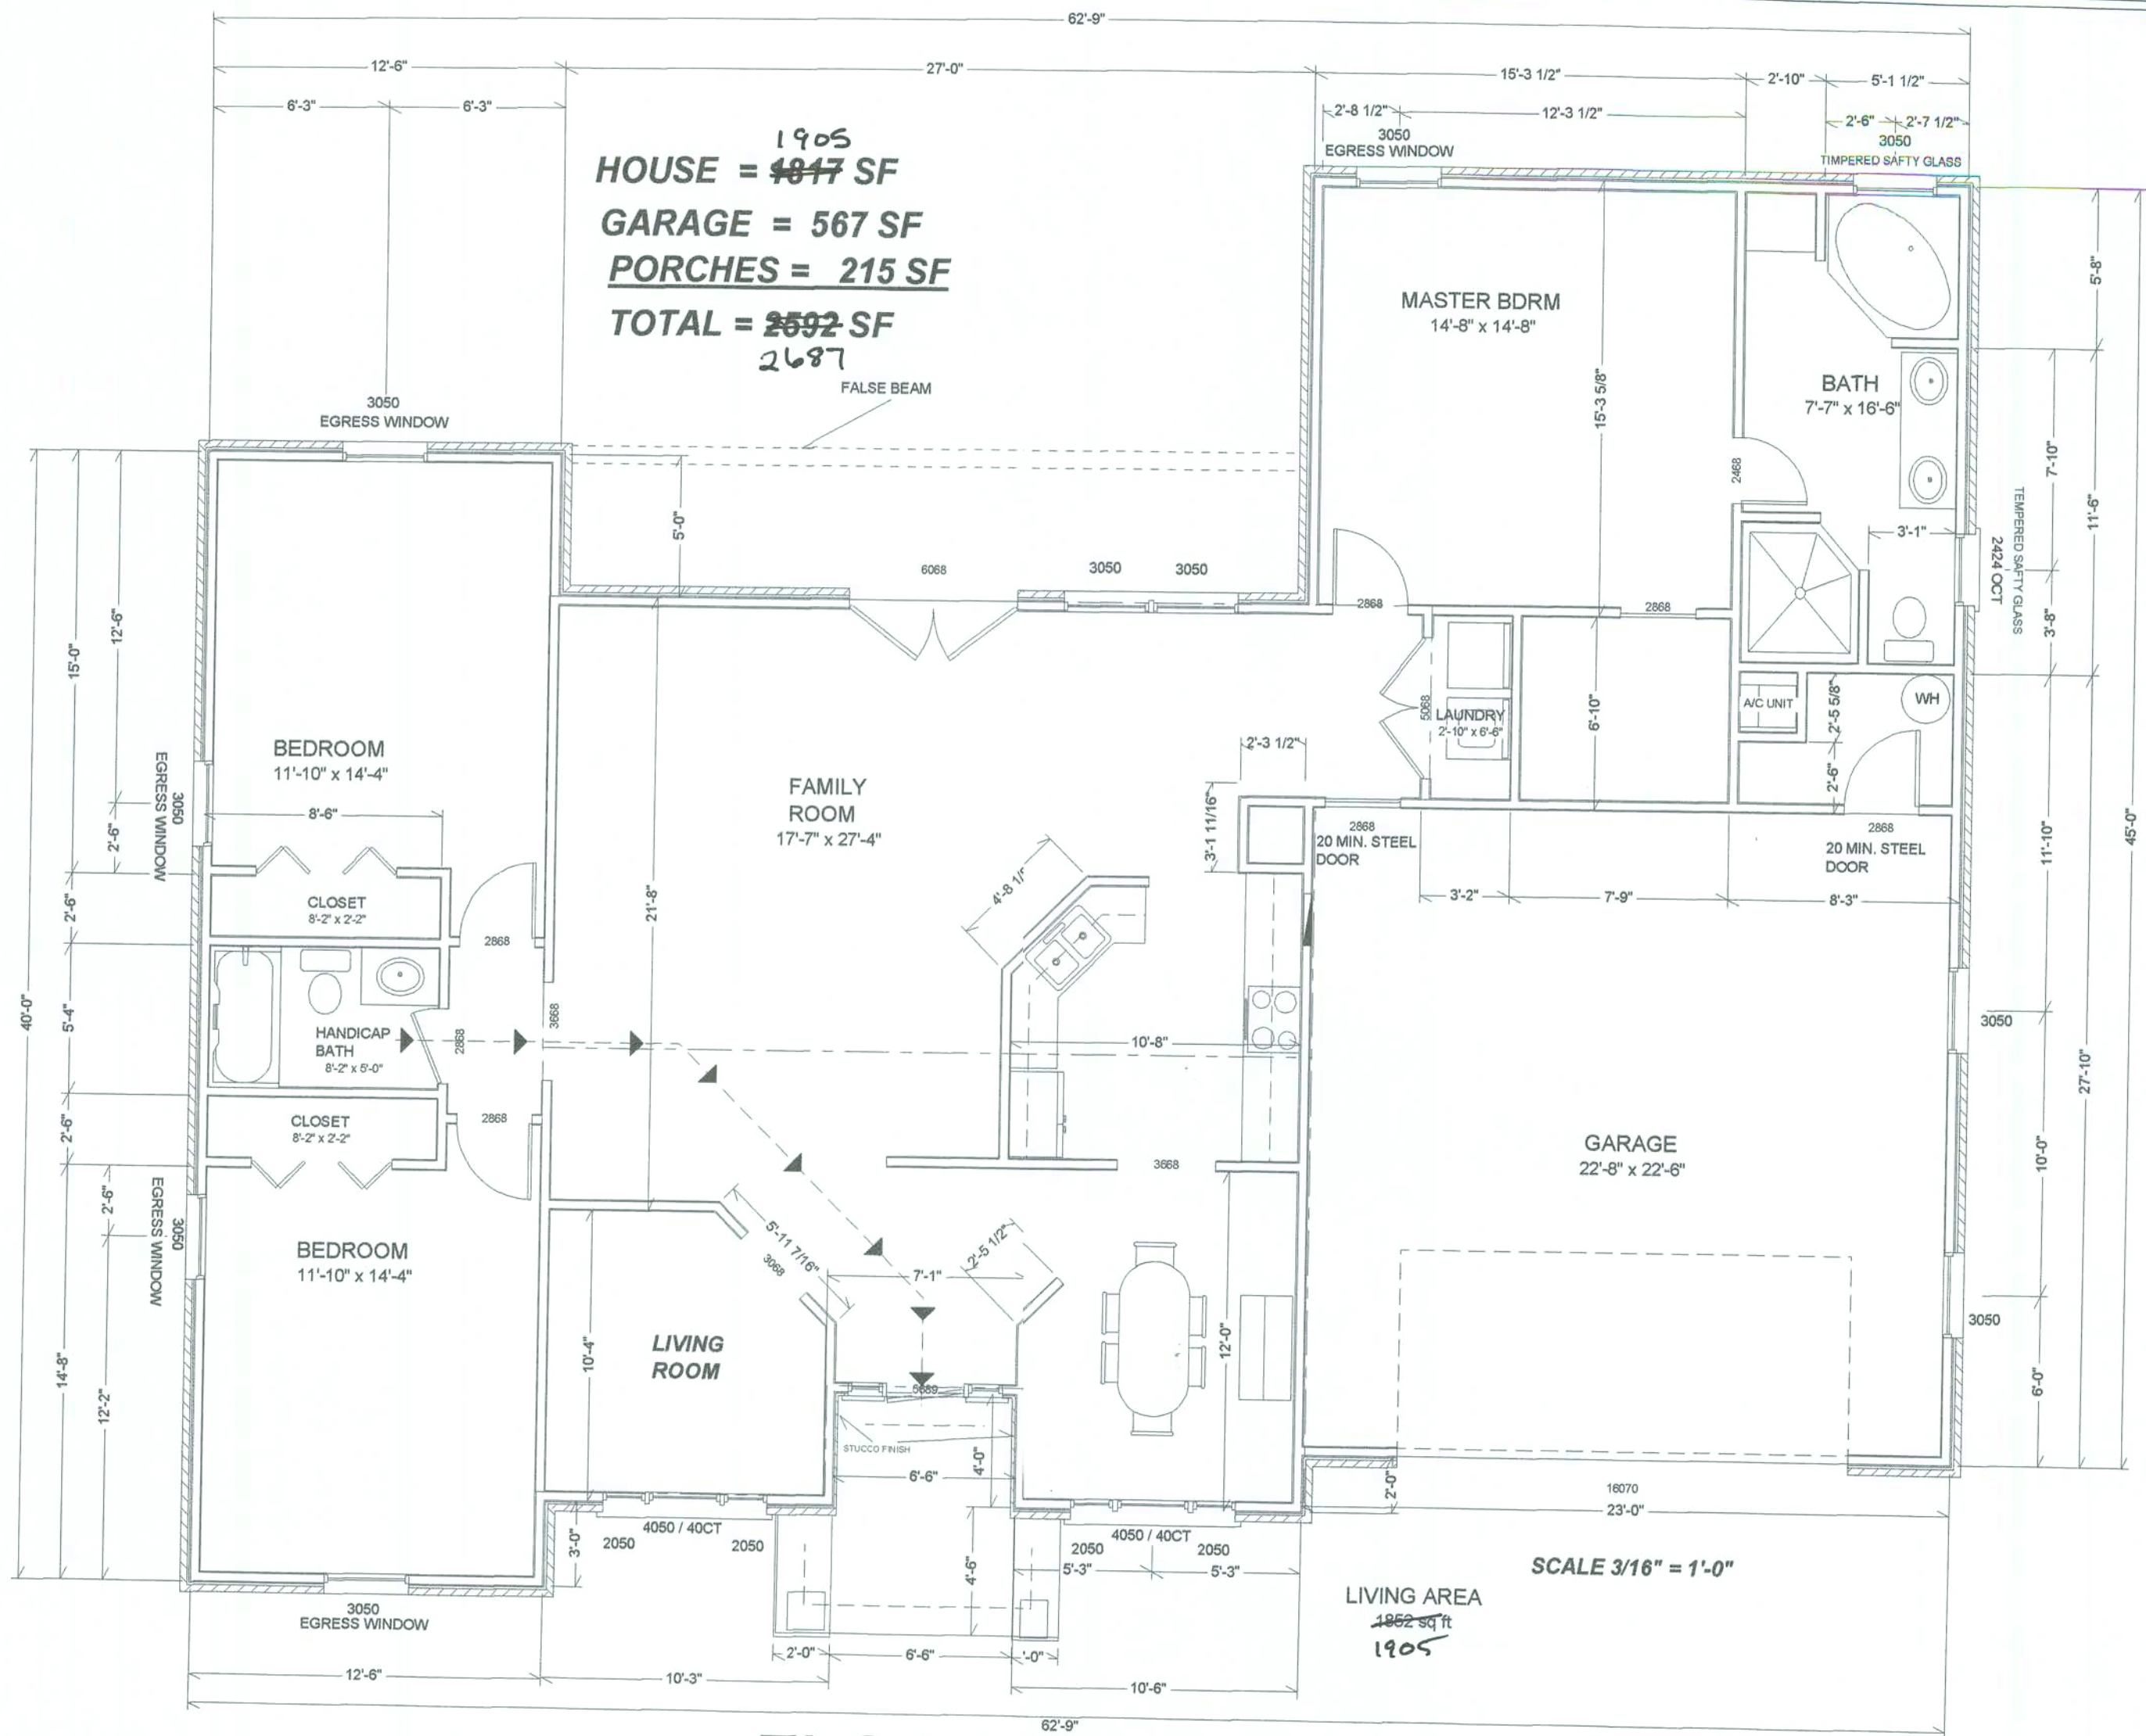 62'-9"
12'-6"
27'-0"
15'-3 1/2"
2'-10"
5'-1 1/2"
6'-3"
6'-3"
2'-8 1/2"
12'-3 1/2"
2'-6"
2'-7 1/2"
3050
EGRESS WINDOW
3050
TIMPERED SAFTY GLASS
1905
HOUSE = 1817 SF
GARAGE = 567 SF
PORCHES = 215 SF
TOTAL = 2592 SF
2687
FALSE BEAM
3050
EGRESS WINDOW
MASTER BDRM
14'-8" x 14'-8"
15'-3 5/8"
BATH
7'-7" x 16'-6"
2468
5'-8"
7'-10"
11'-6"
3'-8"
3'-1"
2424 OCT
TEMPERED SAFTY GLASS
45'-0"
5'-0"
6068
3050
3050
2868
2868
40'-0"
15'-0"
12'-6"
2'-6"
3050
EGRESS WINDOW
BEDROOM
11'-10" x 14'-4"
8'-6"
CLOSET
8'-2" x 2'-2"
2868
FAMILY
ROOM
17'-7" x 27'-4"
21'-8"
5068
LAUNDRY
2'-10" x 6'-6"
6'-10"
A/C UNIT
2'-5 5/8"
2'-6"
WH
2'-3 1/2"
3'-1 11/16"
2868
20 MIN. STEEL
DOOR
2868
20 MIN. STEEL
DOOR
3'-2"
7'-9"
8'-3"
11'-10"
2'-6"
5'-4"
2'-6"
HANDICAP
BATH
8'-2" x 5'-0"
2868
3668
10'-8"
3050
27'-10"
10'-0"
CLOSET
8'-2" x 2'-2"
2868
3668
GARAGE
22'-8" x 22'-6"
2'-6"
3050
EGRESS WINDOW
BEDROOM
11'-10" x 14'-4"
14'-8"
12'-2"
5'-11 7/16"
3068
7'-1"
2'-5 1/2"
LIVING
ROOM
10'-4"
12'-0"
3050
6'-0"
STUCCO FINISH
6'-6"
4'-0"
2'-0"
16070
23'-0"
3'-0"
4050 / 40CT
2050
2050
4'-6"
4050 / 40CT
2050
2050
5'-3"
5'-3"
SCALE 3/16" = 1'-0"
LIVING AREA
1852 sq ft
1905
3050
EGRESS WINDOW
2'-0"
6'-6"
'-0"
12'-6"
10'-3"
10'-6"
62'-9"